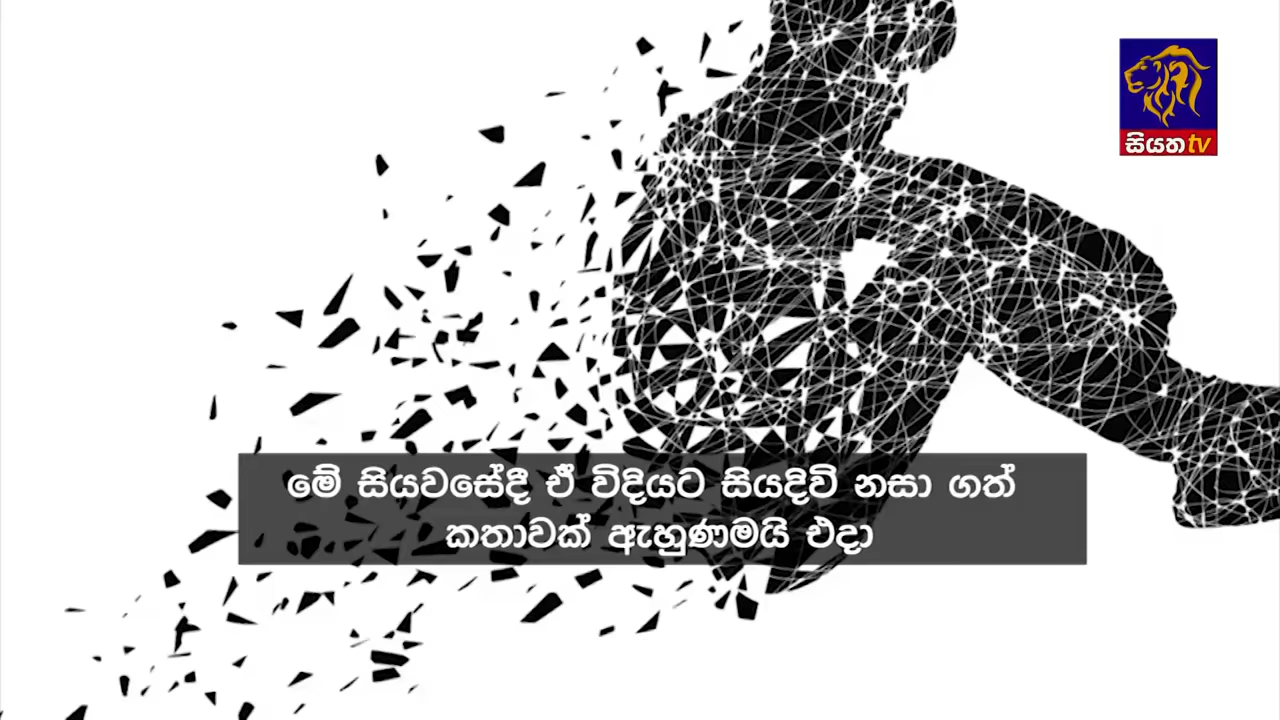 සියත tv
මේ සියවසේදී ඒ විදියට සියදිවි නසා ගත්
කතාවක් ඇහුණමයි එදා